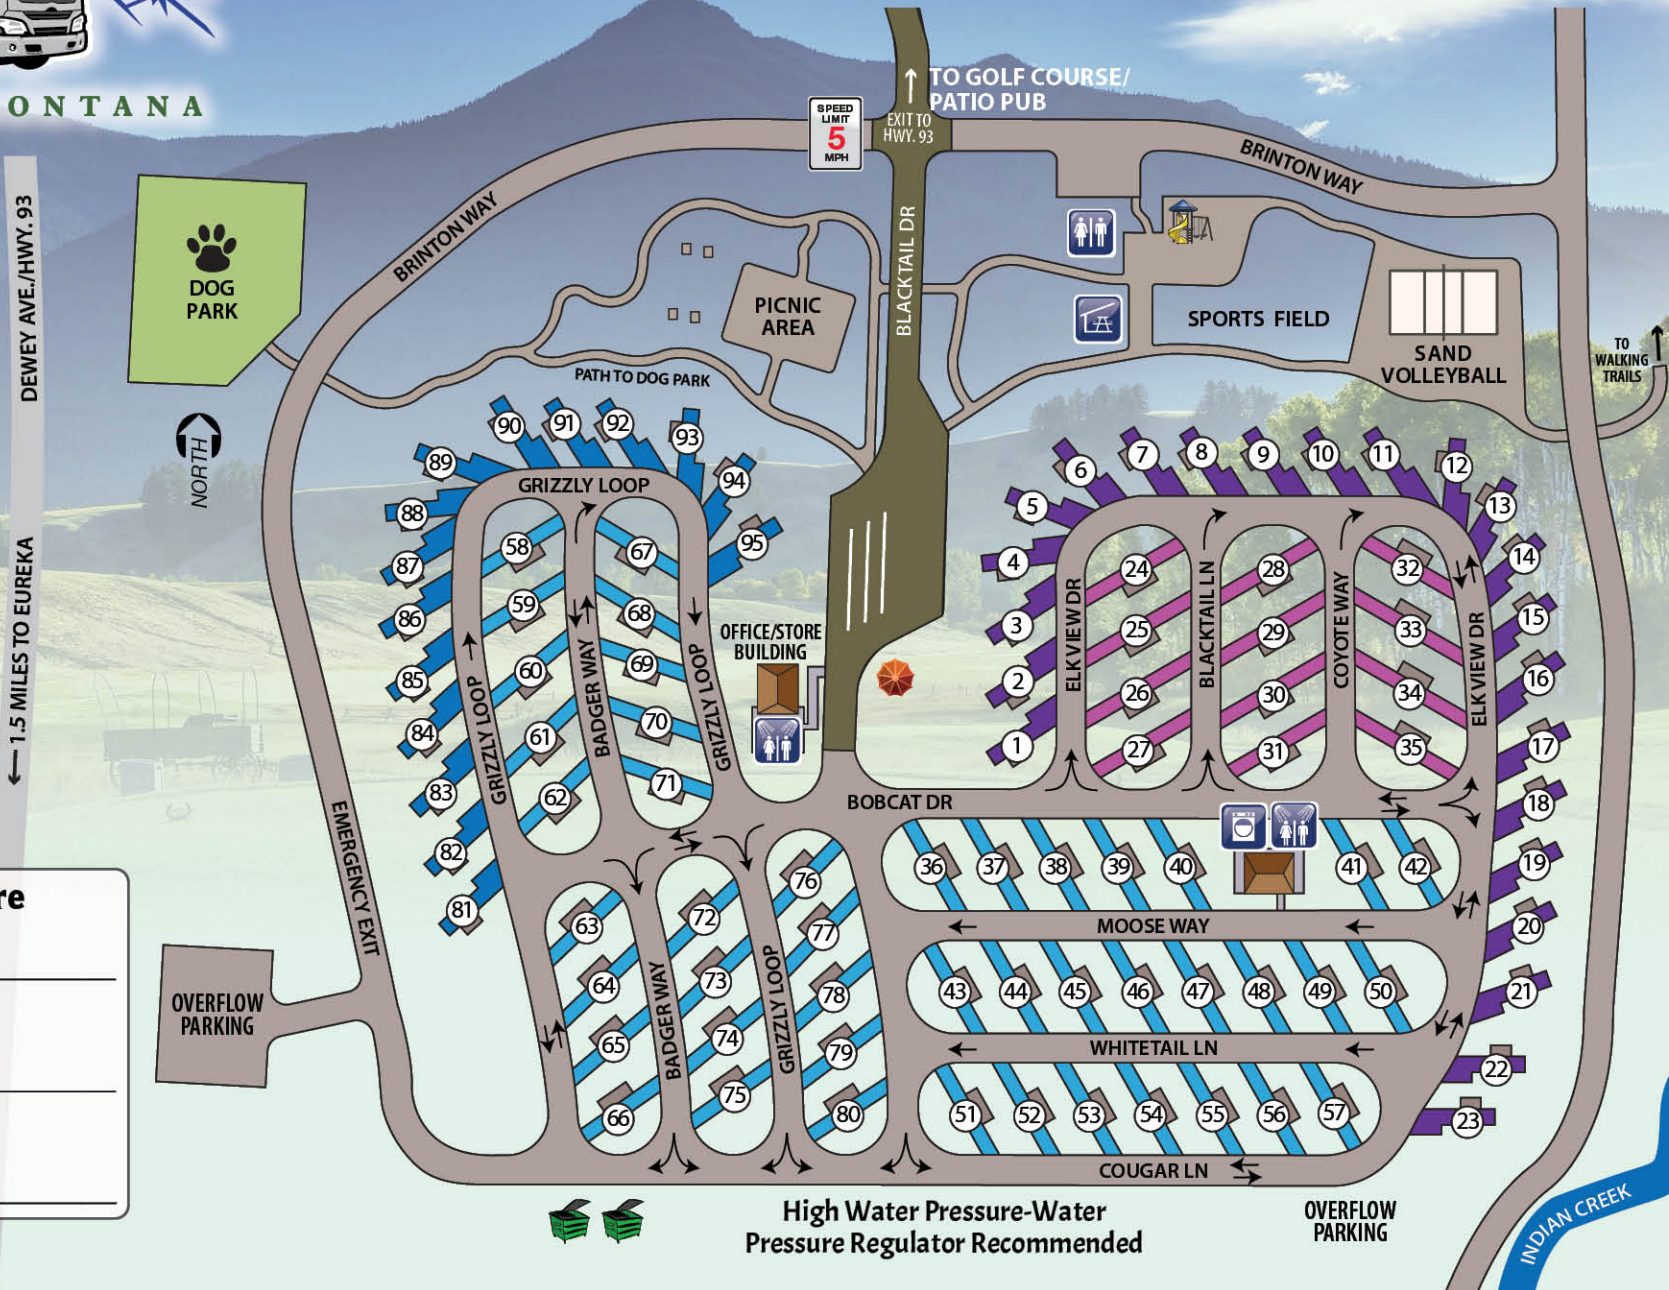 ONTANA
TO GOLF COURSE/
PATIO PUB
SPEED
LIMIT
5
MPH
EXIT TO
HWY. 93
BRINTON WAY
BRINTON WAY
DEWEY AVE./HWY. 93
1.5 MILES TO EUREKA
DOG
PARK
BLACKTAIL DR
PICNIC
AREA
SPORTS FIELD
SAND
VOLLEYBALL
TO
WALKING
TRAILS
PATH TO DOG PARK
NORTH
90
91
92
93
89
94
88
95
87
86
85
84
83
82
81
GRIZZLY LOOP
58
67
59
68
60
69
61
70
62
71
GRIZZLY LOOP
BADGER WAY
GRIZZLY LOOP
OFFICE/STORE
BUILDING
5
6
7
8
9
10
11
12
13
4
14
3
15
2
16
1
17
18
19
20
21
22
23
24
28
32
25
29
33
26
30
34
27
31
35
ELKVIEW DR
BLACKTAIL LN
COYOTE WAY
ELK VIEW DR
BOBCAT DR
36
37
38
39
40
41
42
MOOSE WAY
43
44
45
46
47
48
49
50
WHITETAIL LN
51
52
53
54
55
56
57
COUGAR LN
63
72
76
64
73
77
65
74
78
66
75
79
80
BADGER WAY
GRIZZLY LOOP
EMERGENCY EXIT
re
OVERFLOW
PARKING
High Water Pressure-Water
Pressure Regulator Recommended
OVERFLOW
PARKING
INDIAN CREEK